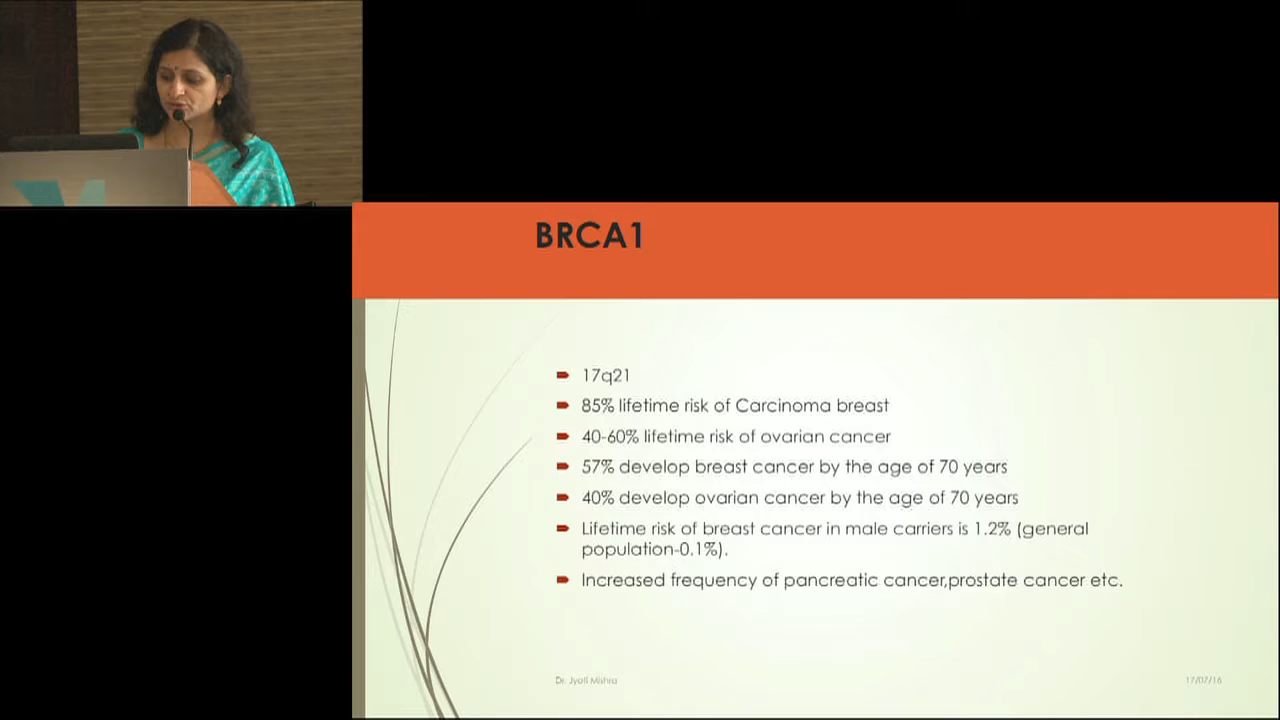 BRCA1
17q21
85% lifetime risk of Carcinoma breast
40-60% lifetime risk of ovarian cancer
57% develop breast cancer by the age of 70 years
40% develop ovarian cancer by the age of 70 years
Lifetime risk of breast cancer in male carriers is 1.2% (general
population-0.1%).
Increased frequency of pancreatic cancer,prostate cancer etc.
Dr. Jyoti Mishra
17/07/16